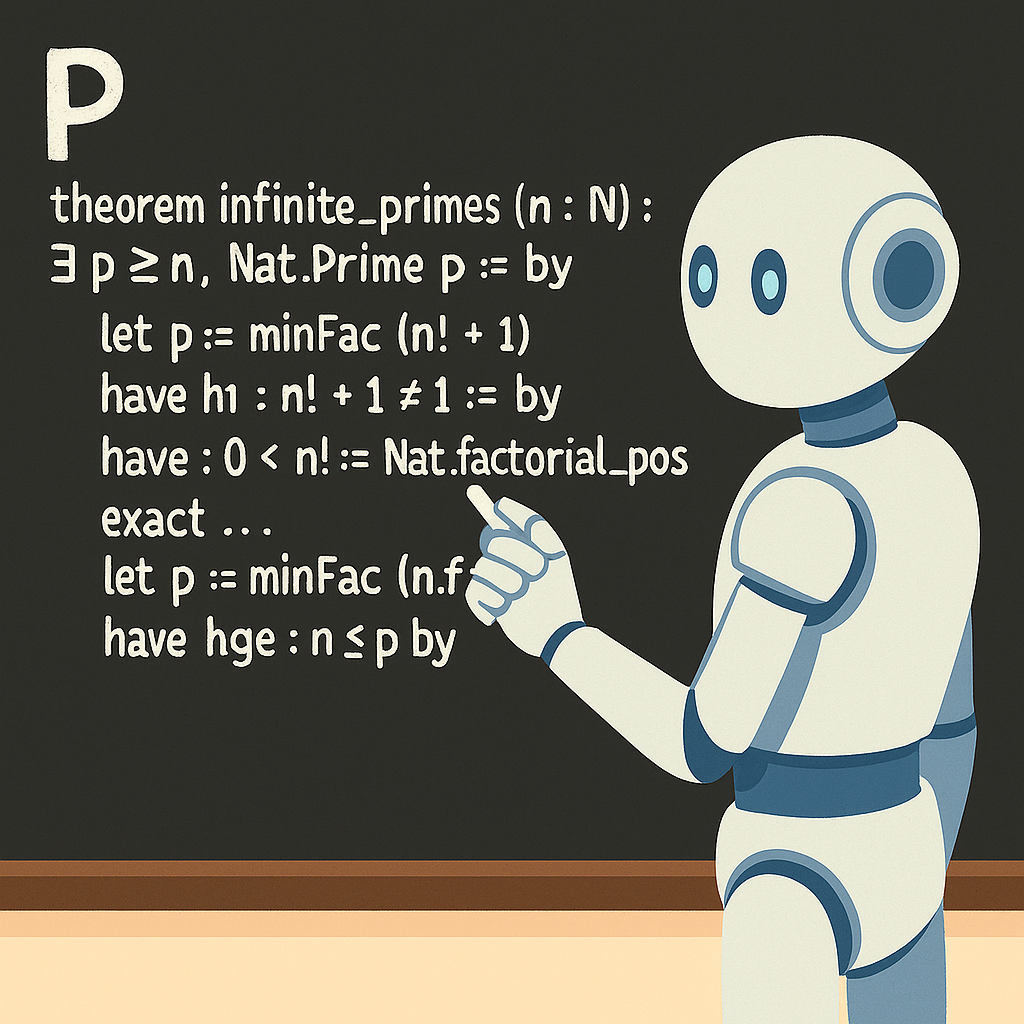 P
theorem infinite_primes (n : N) :
∃ p ≥ n, Nat.Prime p := by
let p := minFac (n! + 1)
have h1 : n! + 1 ≠ 1 := by
have : 0 < n! := Nat.factorial_pos
exact ...
let p := minFac (n.f
have hge : n ≤ p by